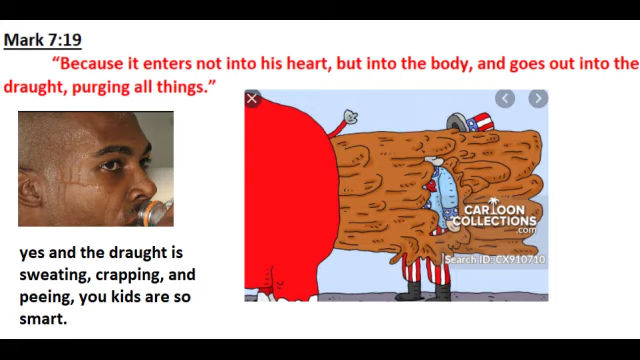 Mark 7:19
“Because it enters not into his heart, but into the body, and goes out into the
draught, purging all things.”
CARTOON
COLLECTIONS
.com
Search ID: CX910710
yes and the draught is
sweating, crapping, and
peeing, you kids are so
smart.